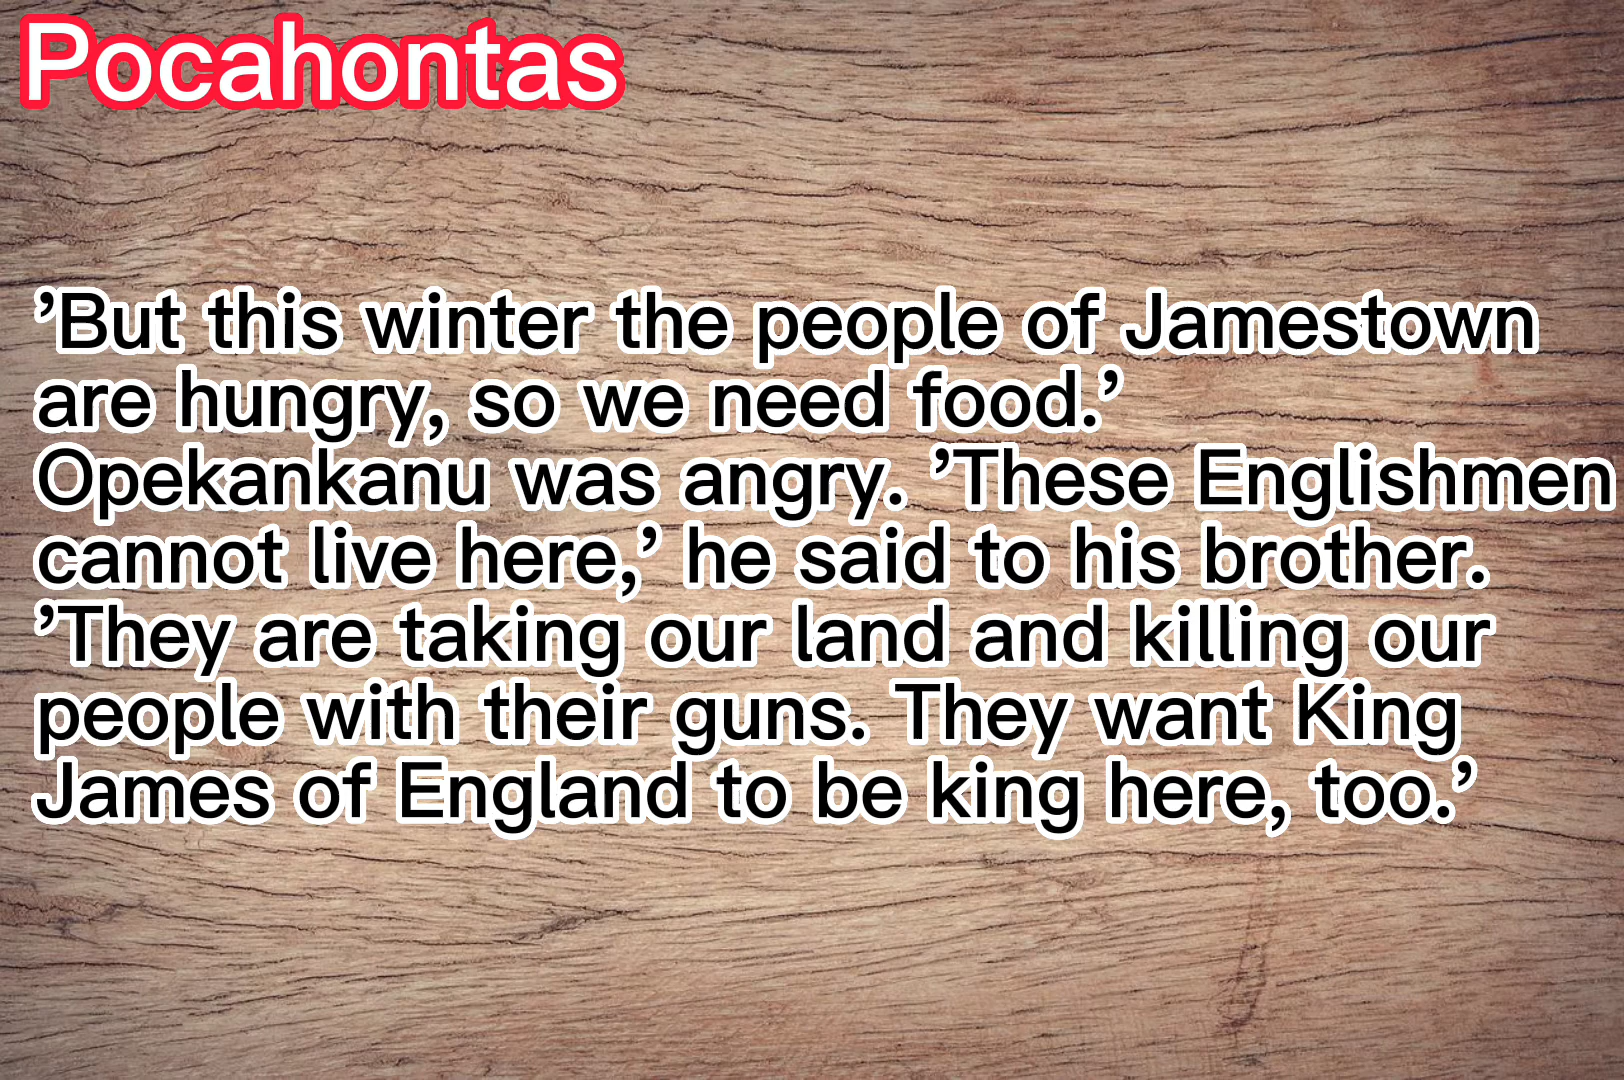 Pocahontas
’But this winter the people of Jamestown
are hungry, so we need food.’
Opekankanu was angry. ’These Englishmen
cannot live here,’ he said to his brother.
’They are taking our land and killing our
people with their guns. They want King
James of England to be king here, too.’